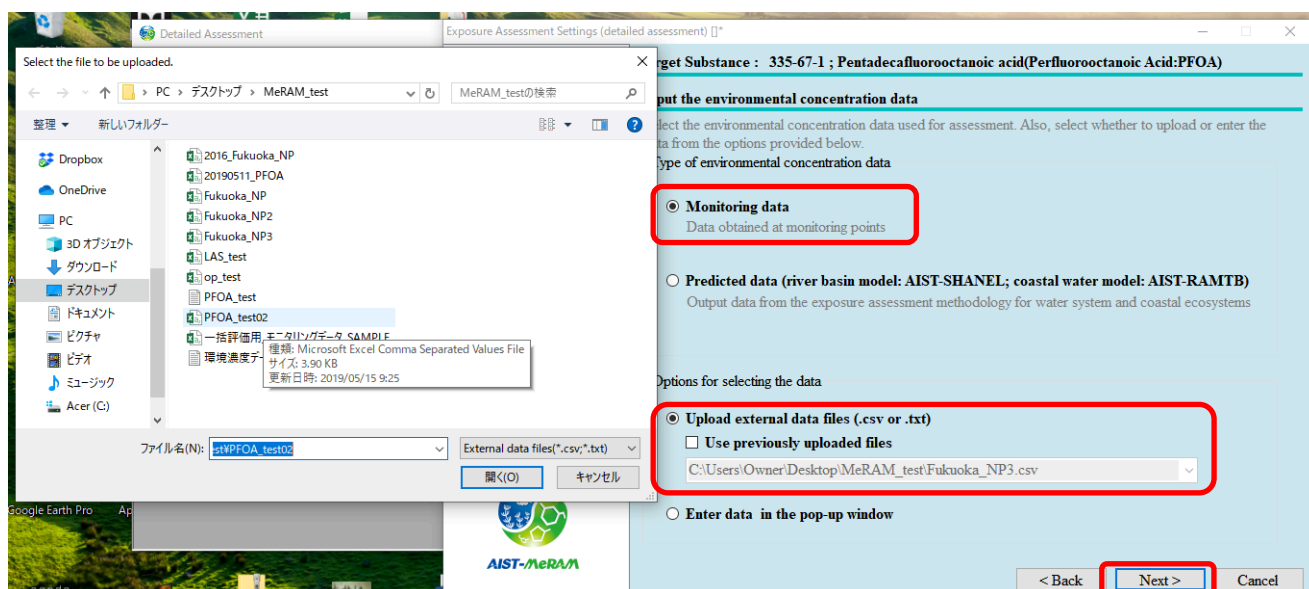 Detailed Assessment
Exposure Assessment Settings (detailed assessment) []*
Select the file to be uploaded.
PC > デスクトップ > MeRAM_test
MeRAM_testの検索
整理
新しいフォルダー
Dropbox
OneDrive
PC
3D オブジェクト
ダウンロード
デスクトップ
ドキュメント
ピクチャ
ビデオ
ミュージック
Acer (C:)
2016_Fukuoka_NP
20190511_PFOA
Fukuoka_NP
Fukuoka_NP2
Fukuoka_NP3
LAS_test
op_test
PFOA_test
PFOA_test02
一括評価用_モニタリングデータ_SAMPLE
環境濃度デー
種類: Microsoft Excel Comma Separated Values File
サイズ: 3.90 KB
更新日時: 2019/05/15 9:25
ファイル名(N):
st¥PFOA_test02
External data files(*.csv;*.txt)
開く(O)
キャンセル
rget Substance : 335-67-1 ; Pentadecafluorooctanoic acid(Perfluorooctanoic Acid:PFOA)
put the environmental concentration data
lect the environmental concentration data used for assessment. Also, select whether to upload or enter the
ta from the options provided below.
Type of environmental concentration data
Monitoring data
Data obtained at monitoring points
Predicted data (river basin model: AIST-SHANEL; coastal water model: AIST-RAMTB)
Output data from the exposure assessment methodology for water system and coastal ecosystems
Options for selecting the data
Upload external data files (.csv or .txt)
Use previously uploaded files
C:\Users\Owner\Desktop\MeRAM_test\Fukuoka_NP3.csv
Enter data in the pop-up window
Google Earth Pro
Ap
AIST-MeRAM
< Back
Next >
Cancel